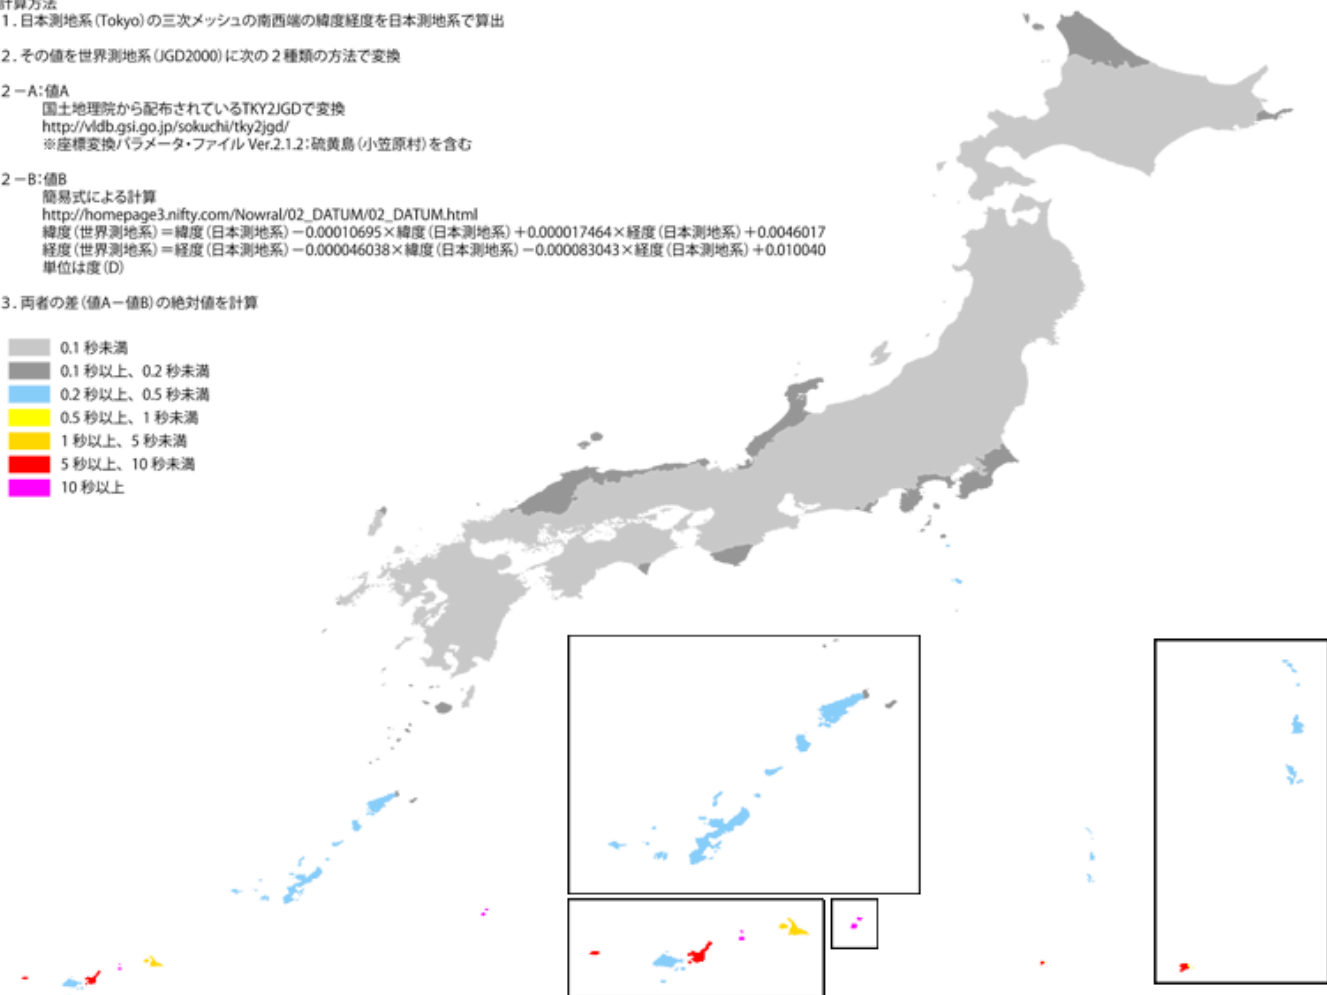 計算方法
1．日本測地系（Tokyo）の三次メッシュの南西端の緯度経度を日本測地系で算出
2．その値を世界測地系（JGD2000）に次の２種類の方法で変換
２－A：値A
国土地理院から配布されているTKY2JGDで変換
http://vldb.gsi.go.jp/sokuchi/tky2jgd/
※座標変換パラメータ・ファイル Ver.2.1.2：硫黄島（小笠原村）を含む
２－B：値B
簡易式による計算
http://homepage3.nifty.com/Nowral/02_DATUM/02_DATUM.html
緯度（世界測地系）＝緯度（日本測地系）－0.00010695×緯度（日本測地系）＋0.000017464×経度（日本測地系）＋0.0046017
経度（世界測地系）＝経度（日本測地系）－0.000046038×緯度（日本測地系）－0.000083043×経度（日本測地系）＋0.010040
単位は度（D）
3．両者の差（値A－値B）の絶対値を計算
0.1 秒未満
0.1 秒以上、0.2 秒未満
0.2 秒以上、0.5 秒未満
0.5 秒以上、1 秒未満
1 秒以上、5 秒未満
5 秒以上、10 秒未満
10 秒以上